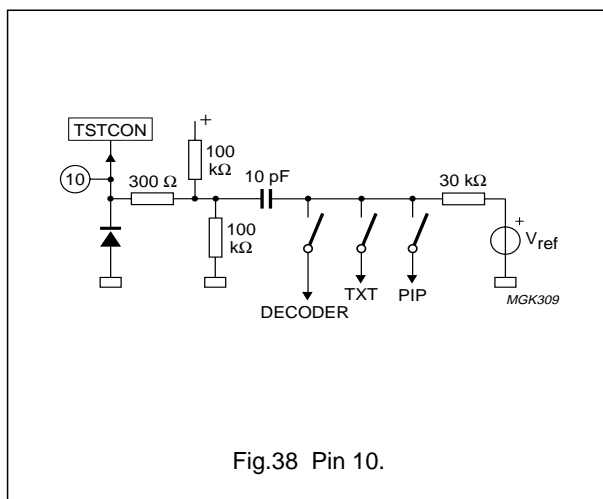 TSTCON
+
10
300 Ω
100
kΩ
10 pF
30 kΩ
100
kΩ
+
Vref
DECODER
TXT
PIP
MGK309
Fig.38 Pin 10.